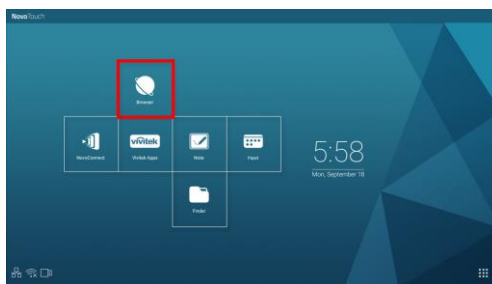 NovoTouch
Browser
NovoConnect
vivitek
Vivitek Apps
Note
Input
Finder
5:58
Mon, September 18